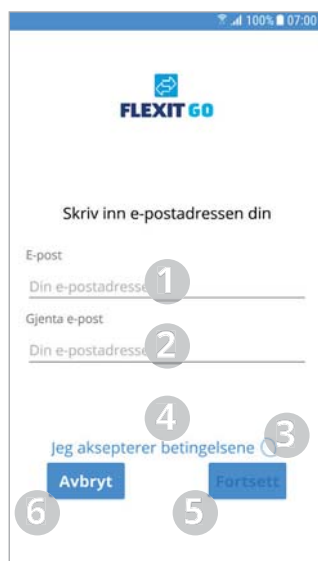 100% 07:00
FLEXIT GO
Skriv inn e-postadressen din
E-post
Din e-postadresse 1
Gjenta e-post
Din e-postadresse 2
4
Jeg aksepterer betingelsene 3
Avbryt Fortsett
6 5